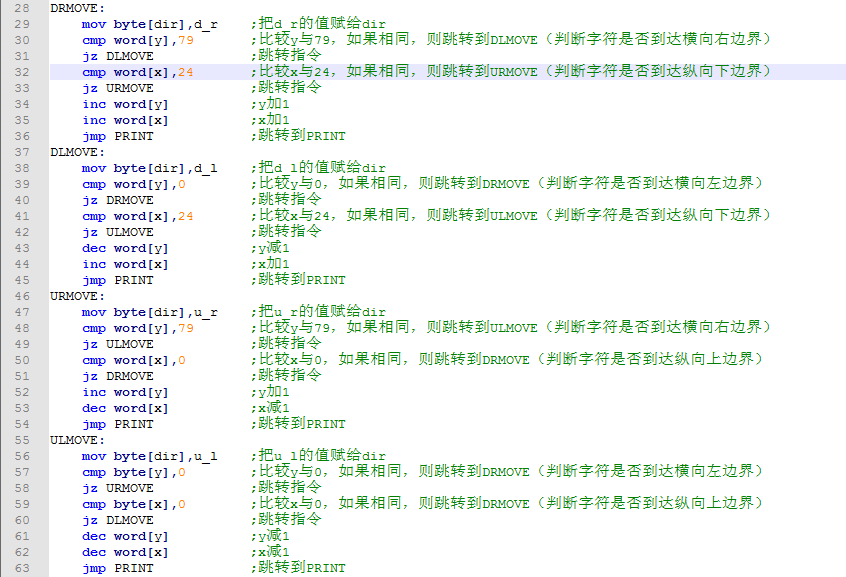 28 DRMOVE:
29 mov byte[dir],d_r ;把d_r的值赋给dir
30 cmp word[y],79 ;比较y与79，如果相同，则跳转到DLMOVE（判断字符是否到达横向右边界）
31 jz DLMOVE ;跳转指令
32 cmp word[x],24 ;比较x与24，如果相同，则跳转到URMOVE（判断字符是否到达纵向下边界）
33 jz URMOVE ;跳转指令
34 inc word[y] ;y加1
35 inc word[x] ;x加1
36 jmp PRINT ;跳转到PRINT
37 DLMOVE:
38 mov byte[dir],d_l ;把d_l的值赋给dir
39 cmp word[y],0 ;比较y与0，如果相同，则跳转到DRMOVE（判断字符是否到达横向左边界）
40 jz DRMOVE ;跳转指令
41 cmp word[x],24 ;比较x与24，如果相同，则跳转到ULMOVE（判断字符是否到达纵向下边界）
42 jz ULMOVE ;跳转指令
43 dec word[y] ;y减1
44 inc word[x] ;x加1
45 jmp PRINT ;跳转到PRINT
46 URMOVE:
47 mov byte[dir],u_r ;把u_r的值赋给dir
48 cmp word[y],79 ;比较y与79，如果相同，则跳转到ULMOVE（判断字符是否到达横向右边界）
49 jz ULMOVE ;跳转指令
50 cmp word[x],0 ;比较x与0，如果相同，则跳转到DRMOVE（判断字符是否到达纵向上边界）
51 jz DRMOVE ;跳转指令
52 inc word[y] ;y加1
53 dec word[x] ;x减1
54 jmp PRINT ;跳转到PRINT
55 ULMOVE:
56 mov byte[dir],u_l ;把u_l的值赋给dir
57 cmp byte[y],0 ;比较y与0，如果相同，则跳转到DRMOVE（判断字符是否到达横向左边界）
58 jz URMOVE ;跳转指令
59 cmp byte[x],0 ;比较x与0，如果相同，则跳转到DRMOVE（判断字符是否到达纵向上边界）
60 jz DLMOVE ;跳转指令
61 dec word[y] ;y减1
62 dec word[x] ;x减1
63 jmp PRINT ;跳转到PRINT